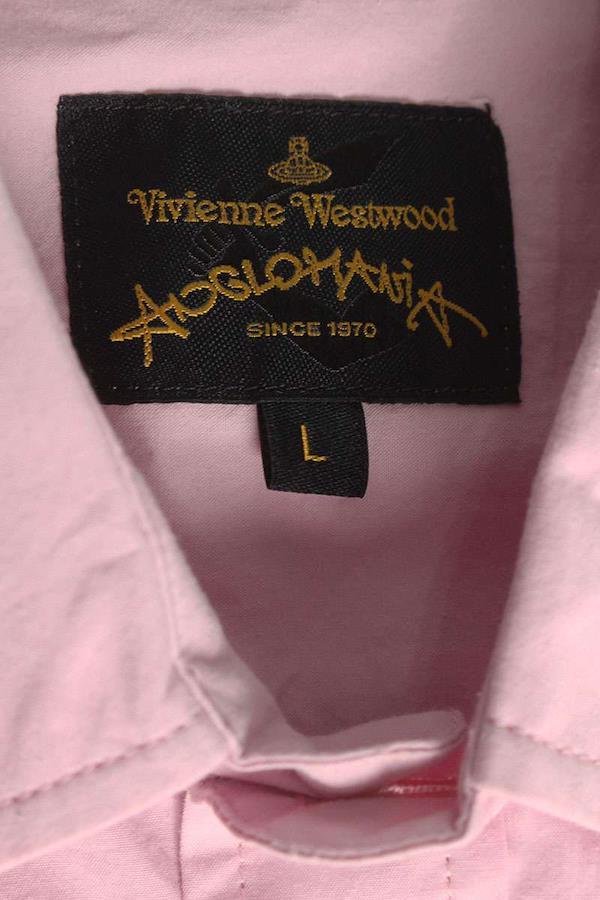 Vivienne Westwood
ANGLOMANIA
SINCE 1970
L